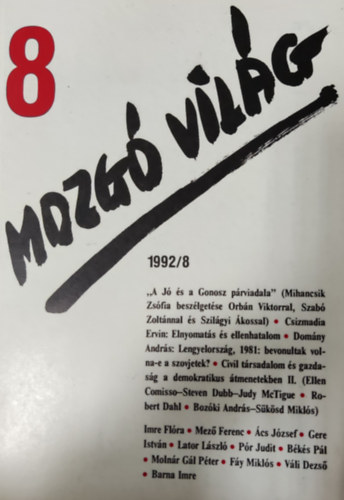 8
MOZGÓ VILÁG
1992/8
„A Jó és a Gonosz párviadala” (Mihancsik
Zsófia beszélgetése Orbán Viktorral, Szabó
Zoltánnal és Szilágyi Ákossal) • Csizmadia
Ervin: Elnyomatás és ellenhatalom • Domány
András: Lengyelország, 1981: bevonultak vol-
na-e a szovjetek? • Civil társadalom és gazda-
ság a demokratikus átmenetekben II. (Ellen
Comisso–Steven Dubb–Judy McTigue • Ro-
bert Dahl • Bozóki András–Sükösd Miklós)
Imre Flóra • Mező Ferenc • Ács József • Gere
István • Lator László • Pór Judit • Békés Pál
• Molnár Gál Péter • Fáy Miklós • Váli Dezső
• Barna Imre